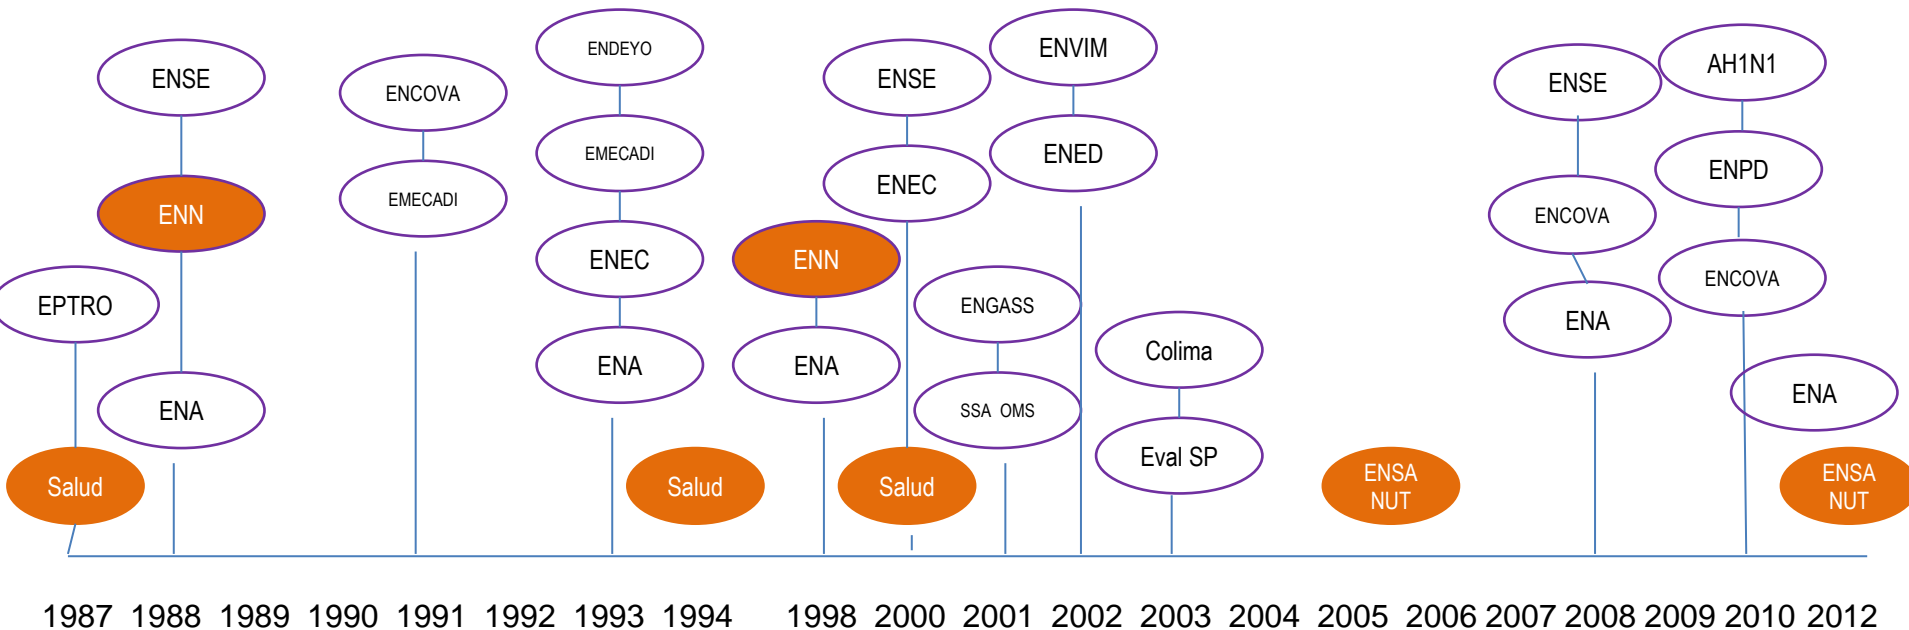 ENDEYO
ENVIM
ENSE
ENCOVA
ENSE
ENSE
AH1N1
EMECADI
EMECADI
ENED
ENEC
ENPD
ENN
ENCOVA
ENEC
ENN
ENCOVA
EPTRO
ENGASS
ENA
ENA
ENA
Colima
ENA
ENA
SSA OMS
Eval SP
Salud
Salud
Salud
ENSA
NUT
ENSA
NUT
1987 1988 1989 1990 1991 1992 1993 1994 1998 2000 2001 2002 2003 2004 2005 2006 2007 2008 2009 2010 2012